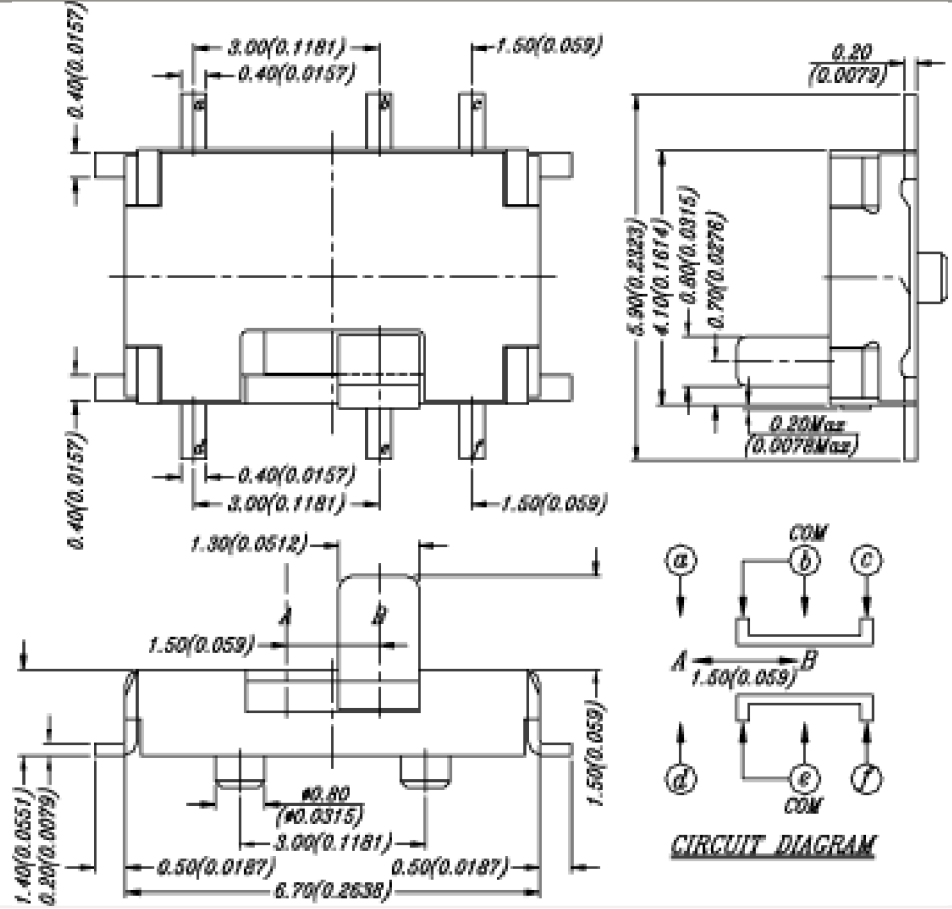 0.40(0.0157)
3.00(0.1181)
1.50(0.059)
0.40(0.0157)
a
b
c
0.20
(0.0079)
5.90(0.2323)
4.10(0.1614)
0.80(0.0315)
0.70(0.0276)
0.20Max
(0.0078Max)
0.40(0.0157)
d
e
f
0.40(0.0157)
3.00(0.1181)
1.50(0.059)
1.30(0.0512)
A
B
1.50(0.059)
1.50(0.059)
1.40(0.0551)
0.20(0.0079)
ø0.80
(ø0.0315)
3.00(0.1181)
0.50(0.0187)
0.50(0.0187)
6.70(0.2638)
COM
a
b
c
A
B
1.50(0.059)
d
e
f
COM
CIRCUIT DIAGRAM